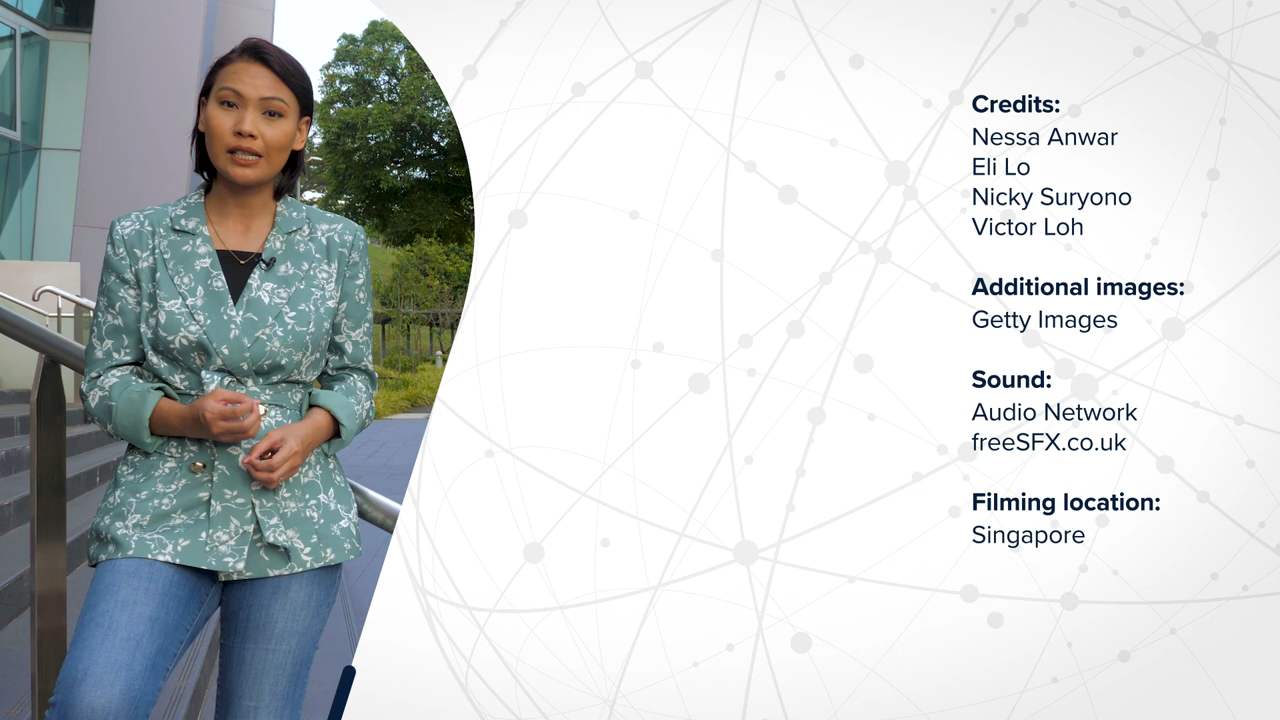 Credits:
Nessa Anwar
Eli Lo
Nicky Suryono
Victor Loh
Additional images:
Getty Images
Sound:
Audio Network
freeSFX.co.uk
Filming location:
Singapore